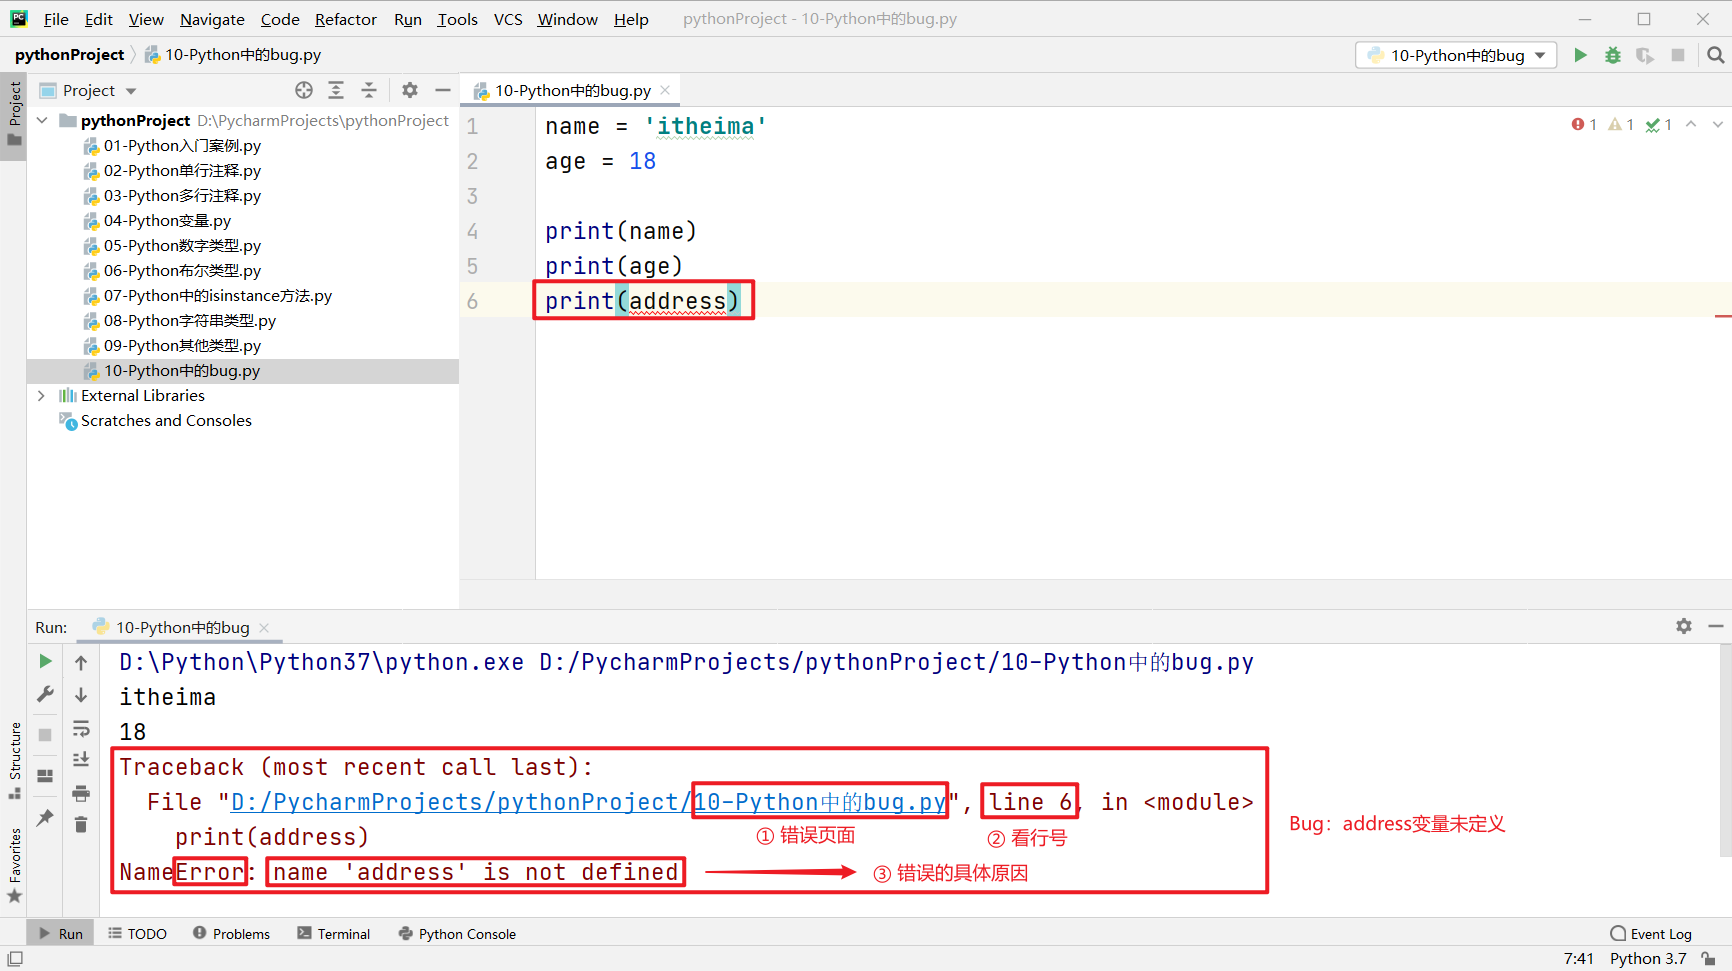 PC File Edit View Navigate Code Refactor Run Tools VCS Window Help pythonProject - 10-Python中的bug.py
pythonProject 10-Python中的bug.py 10-Python中的bug
Project Project 10-Python中的bug.py
pythonProject D:\PycharmProjects\pythonProject
01-Python入门案例.py
02-Python单行注释.py
03-Python多行注释.py
04-Python变量.py
05-Python数字类型.py
06-Python布尔类型.py
07-Python中的isinstance方法.py
08-Python字符串类型.py
09-Python其他类型.py
10-Python中的bug.py
External Libraries
Scratches and Consoles
1 name = 'itheima' 1 1 1
2 age = 18
3
4 print(name)
5 print(age)
6 print(address)
Run: 10-Python中的bug
D:\Python\Python37\python.exe D:/PycharmProjects/pythonProject/10-Python中的bug.py
itheima
18
Traceback (most recent call last):
File "D:/PycharmProjects/pythonProject/10-Python中的bug.py", line 6, in <module>
① 错误页面 ② 看行号
print(address)
Bug：address变量未定义
NameError: name 'address' is not defined ③ 错误的具体原因
Structure
Favorites
Run TODO Problems Terminal Python Console Event Log
7:41 Python 3.7